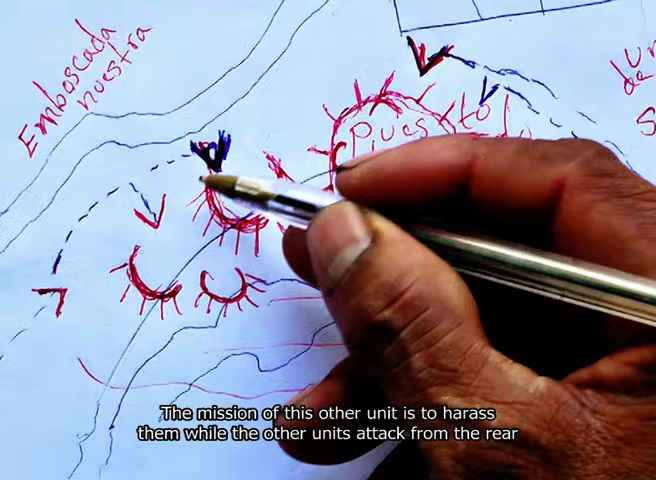 Emboscada
nuestra
Puesto
The mission of this other unit is to harass
them while the other units attack from the rear